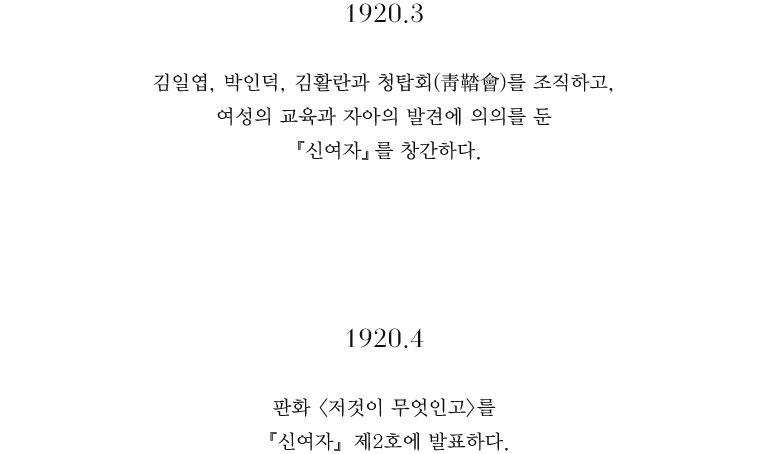 1920.3
김일엽, 박인덕, 김활란과 청탑회(靑鞜會)를 조직하고,
여성의 교육과 자아의 발견에 의의를 둔
『신여자』를 창간하다.
1920.4
판화 〈저것이 무엇인고〉를
『신여자』 제2호에 발표하다.